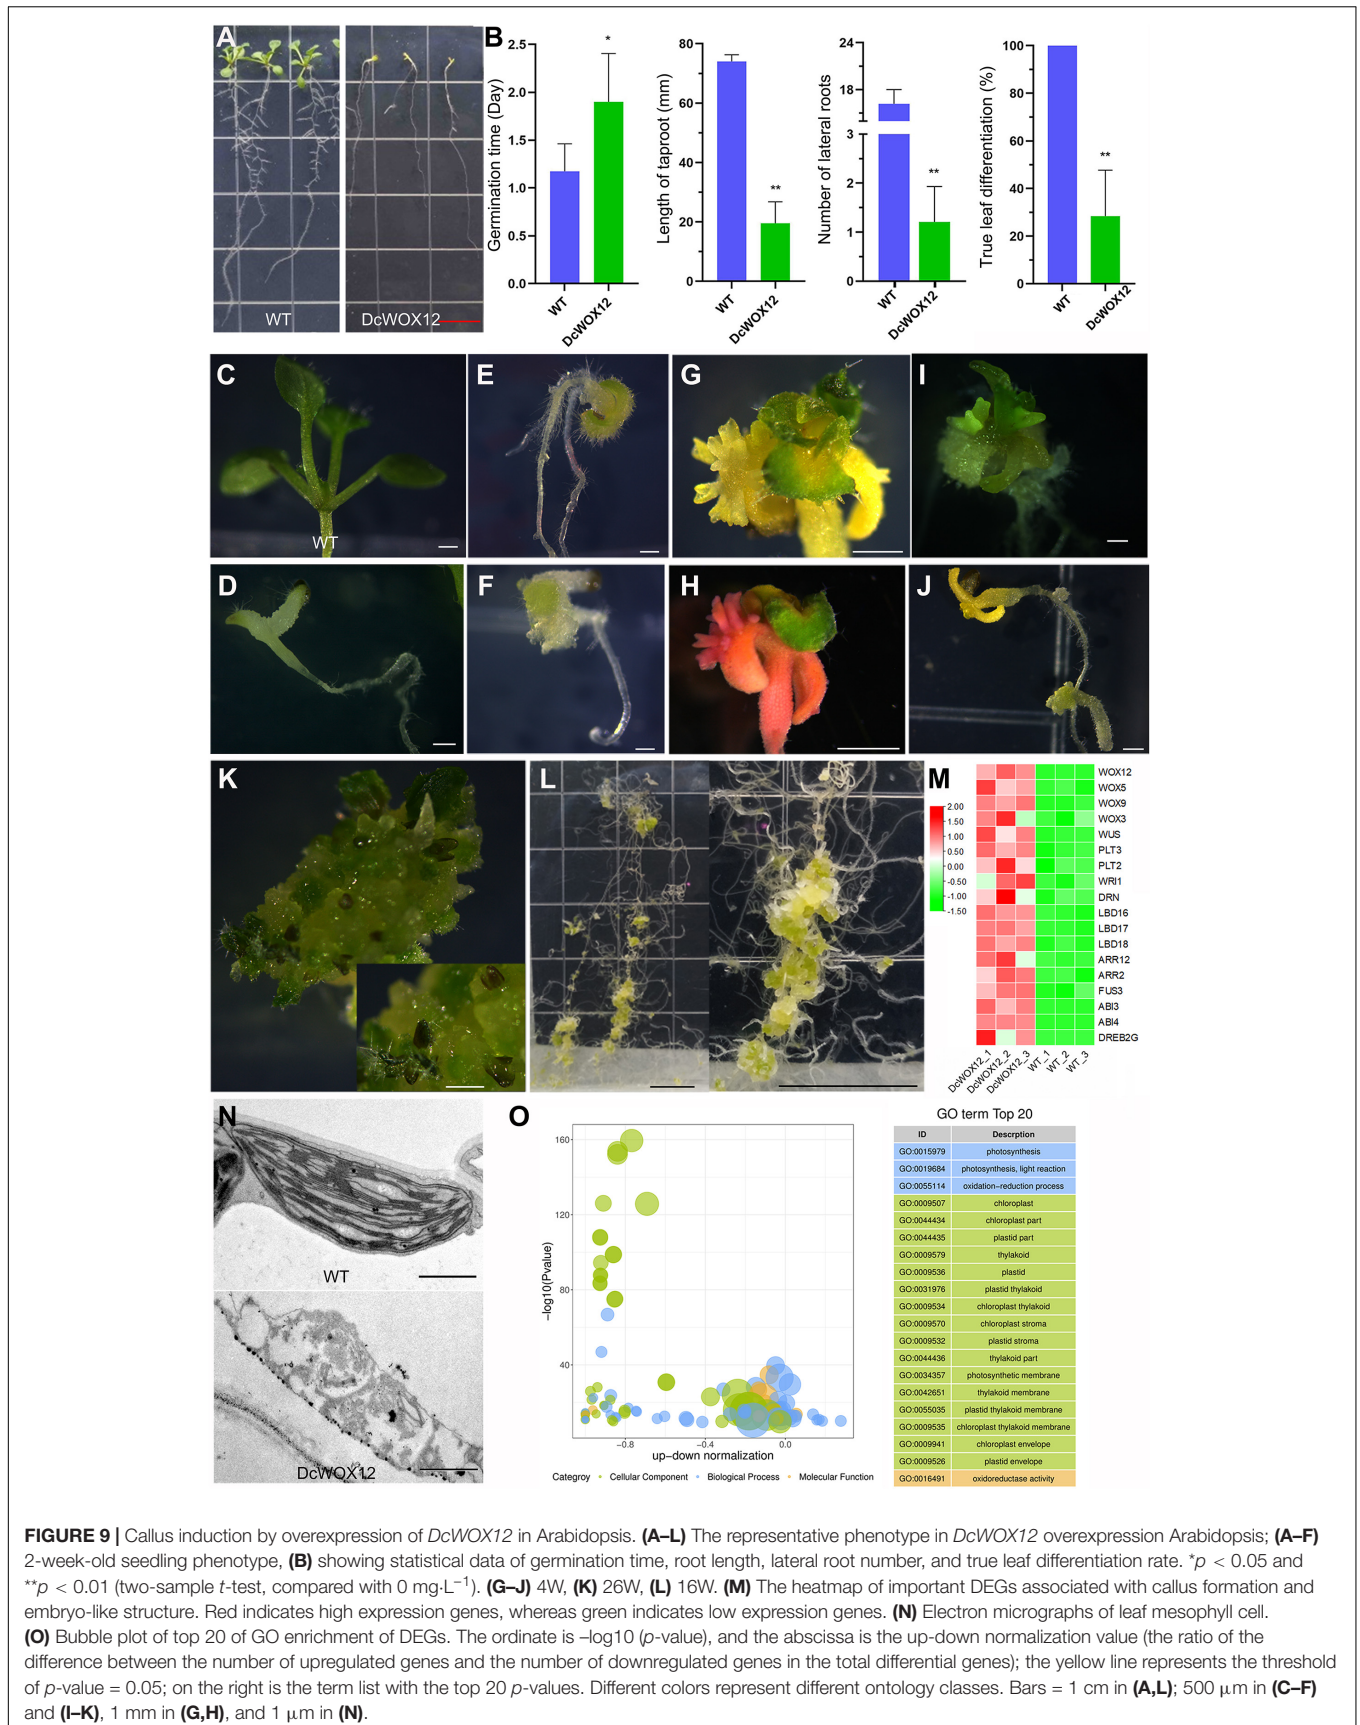 A
WT
DcWOX12
B
Germination time (Day)
2.5
2.0
1.5
1.0
0.5
0.0
*
WT
DcWOX12
Length of taproot (mm)
80
60
40
20
0
**
WT
DcWOX12
Number of lateral roots
24
18
3
2
1
0
**
WT
DcWOX12
True leaf differentiation (%)
100
80
60
40
20
0
**
WT
DcWOX12
C
WT
E
G
I
D
F
H
J
K
L
M
2.00
1.50
1.00
0.50
0.00
-0.50
-1.00
-1.50
WOX12
WOX5
WOX9
WOX3
WUS
PLT3
PLT2
WRI1
DRN
LBD16
LBD17
LBD18
ARR12
ARR2
FUS3
ABI3
ABI4
DREB2G
DcWOX12_1
DcWOX12_2
DcWOX12_3
WT_1
WT_2
WT_3
N
WT
DcWOX12
O
−log10(Pvalue)
160
120
80
40
−0.8
−0.4
0.0
up−down normalization
Categroy Cellular Component Biological Process Molecular Function
GO term Top 20
ID Descrption
GO:0015979 photosynthesis
GO:0019684 photosynthesis, light reaction
GO:0055114 oxidation−reduction process
GO:0009507 chloroplast
GO:0044434 chloroplast part
GO:0044435 plastid part
GO:0009579 thylakoid
GO:0009536 plastid
GO:0031976 plastid thylakoid
GO:0009534 chloroplast thylakoid
GO:0009570 chloroplast stroma
GO:0009532 plastid stroma
GO:0044436 thylakoid part
GO:0034357 photosynthetic membrane
GO:0042651 thylakoid membrane
GO:0055035 plastid thylakoid membrane
GO:0009535 chloroplast thylakoid membrane
GO:0009941 chloroplast envelope
GO:0009526 plastid envelope
GO:0016491 oxidoreductase activity
FIGURE 9 | Callus induction by overexpression of DcWOX12 in Arabidopsis. (A–L) The representative phenotype in DcWOX12 overexpression Arabidopsis; (A–F)
2-week-old seedling phenotype, (B) showing statistical data of germination time, root length, lateral root number, and true leaf differentiation rate. *p < 0.05 and
**p < 0.01 (two-sample t-test, compared with 0 mg·L−1). (G–J) 4W, (K) 26W, (L) 16W. (M) The heatmap of important DEGs associated with callus formation and
embryo-like structure. Red indicates high expression genes, whereas green indicates low expression genes. (N) Electron micrographs of leaf mesophyll cell.
(O) Bubble plot of top 20 of GO enrichment of DEGs. The ordinate is –log10 (p-value), and the abscissa is the up-down normalization value (the ratio of the
difference between the number of upregulated genes and the number of downregulated genes in the total differential genes); the yellow line represents the threshold
of p-value = 0.05; on the right is the term list with the top 20 p-values. Different colors represent different ontology classes. Bars = 1 cm in (A,L); 500 μm in (C–F)
and (I–K), 1 mm in (G,H), and 1 μm in (N).